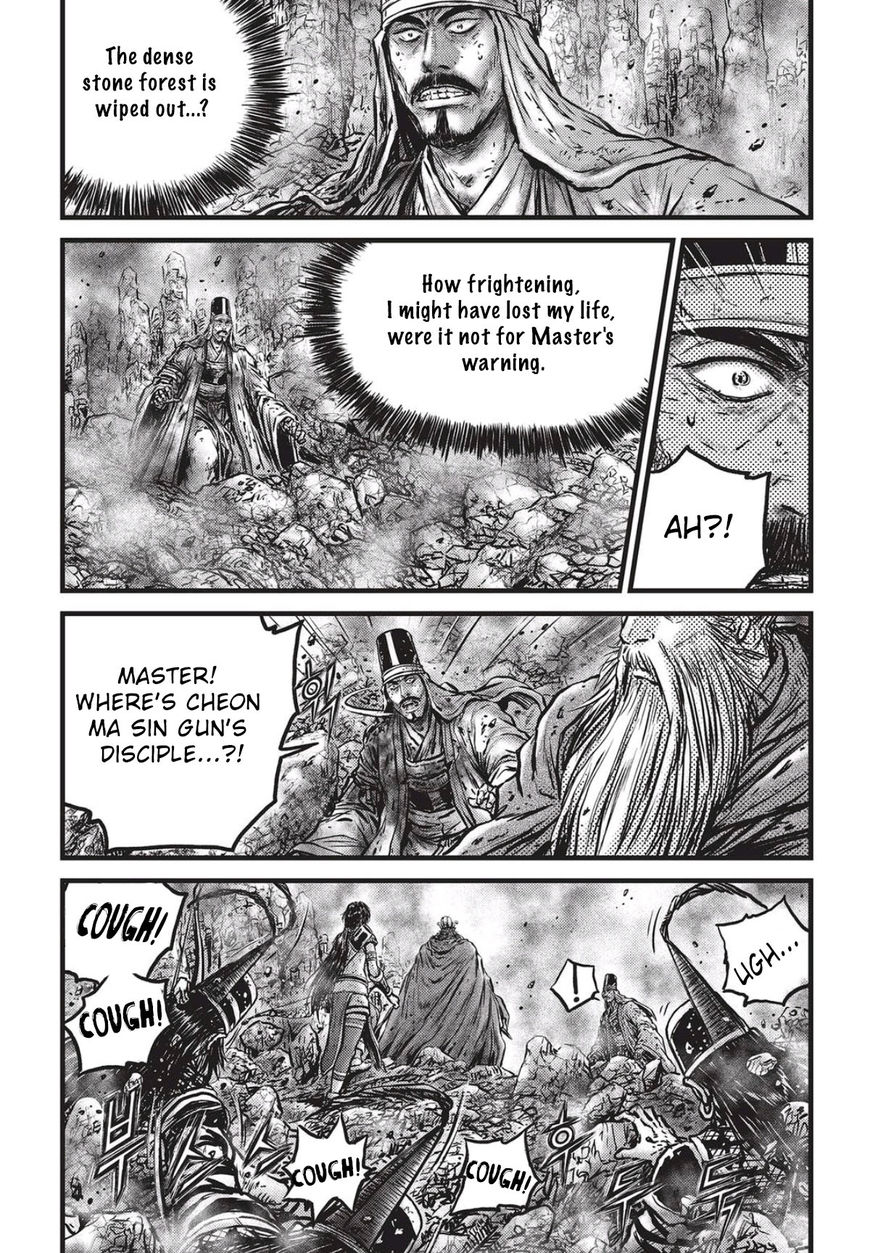 The dense
stone forest is
wiped out...?
How frightening,
I might have lost my life,
were it not for Master's
warning.
AH?!
MASTER!
WHERE'S CHEON
MA SIN GUN'S
DISCIPLE...?!
COUGH!
COUGH!
!
UGH...
COUGH!
COUGH!